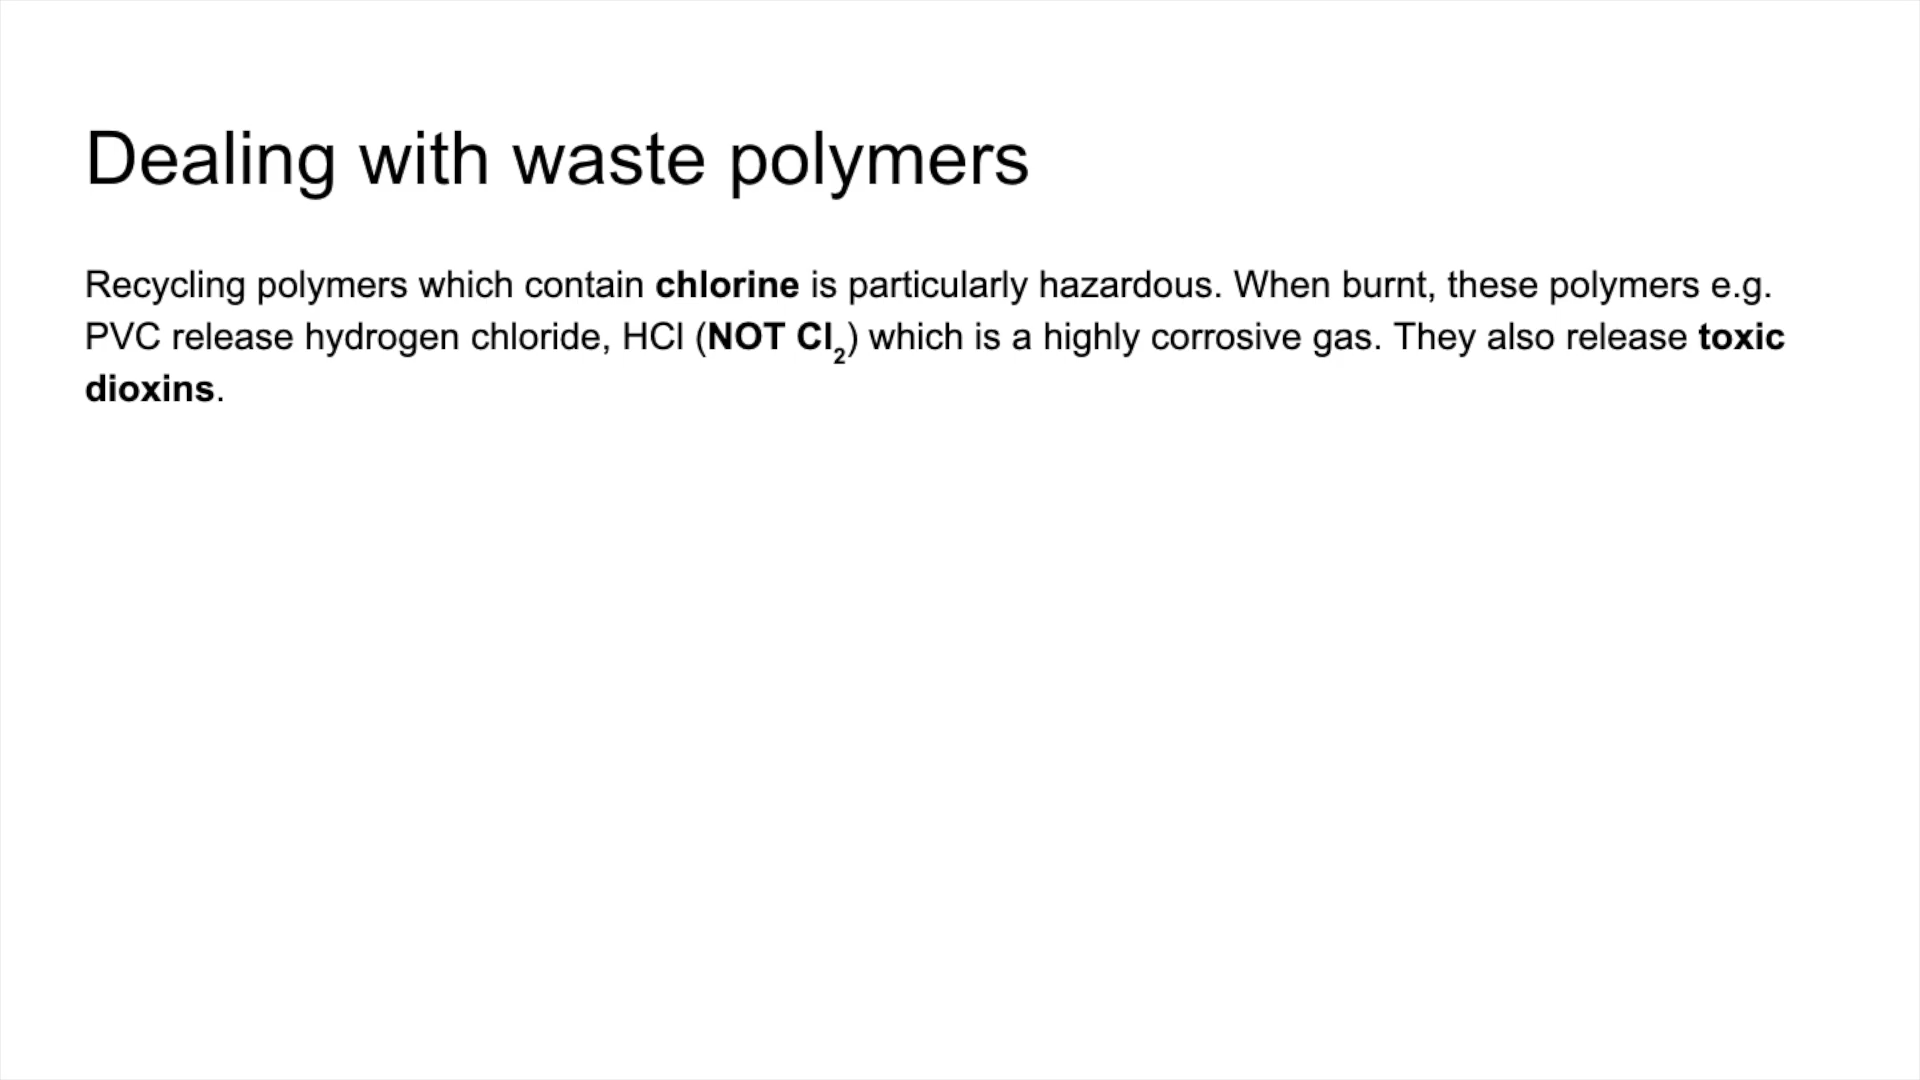 Dealing with waste polymers
Recycling polymers which contain chlorine is particularly hazardous. When burnt, these polymers e.g.
PVC release hydrogen chloride, HCl (NOT Cl₂) which is a highly corrosive gas. They also release toxic
dioxins.